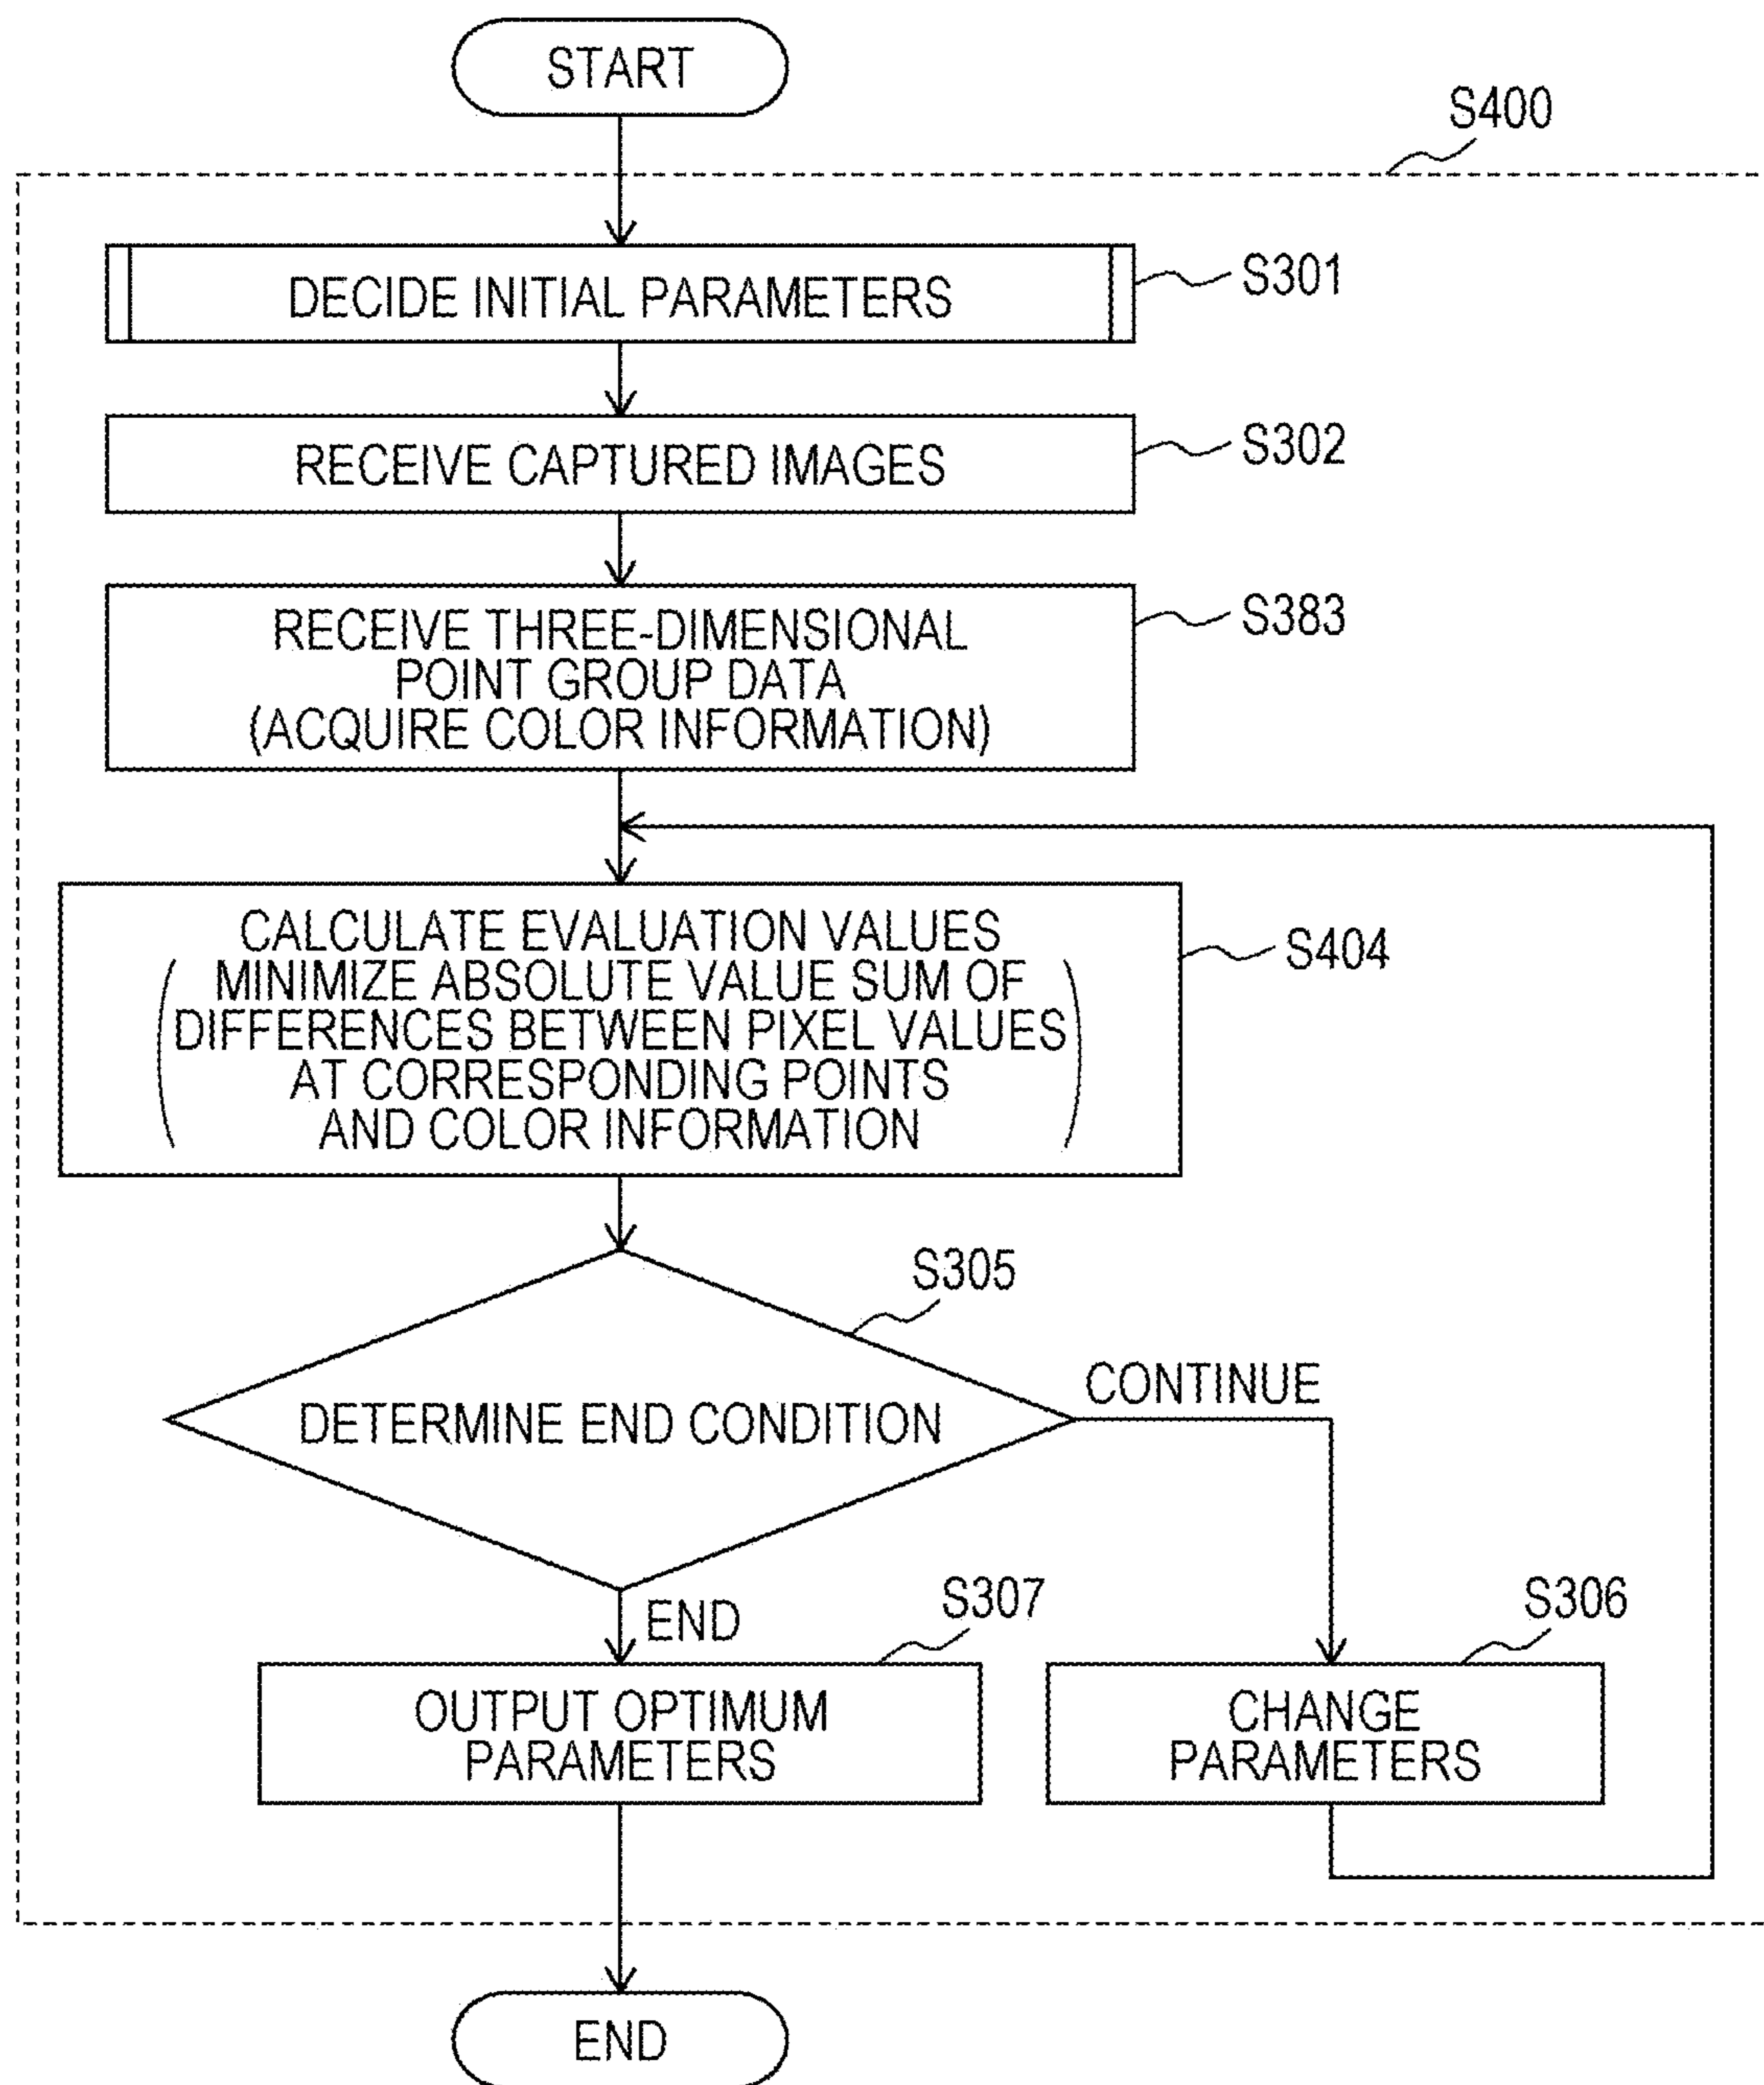 START
S400
DECIDE INITIAL PARAMETERS
S301
RECEIVE CAPTURED IMAGES
S302
RECEIVE THREE-DIMENSIONAL
POINT GROUP DATA
(ACQUIRE COLOR INFORMATION)
S383
CALCULATE EVALUATION VALUES
(MINIMIZE ABSOLUTE VALUE SUM OF
DIFFERENCES BETWEEN PIXEL VALUES
AT CORRESPONDING POINTS
AND COLOR INFORMATION)
S404
S305
DETERMINE END CONDITION
CONTINUE
END
S307
S306
OUTPUT OPTIMUM
PARAMETERS
CHANGE
PARAMETERS
END